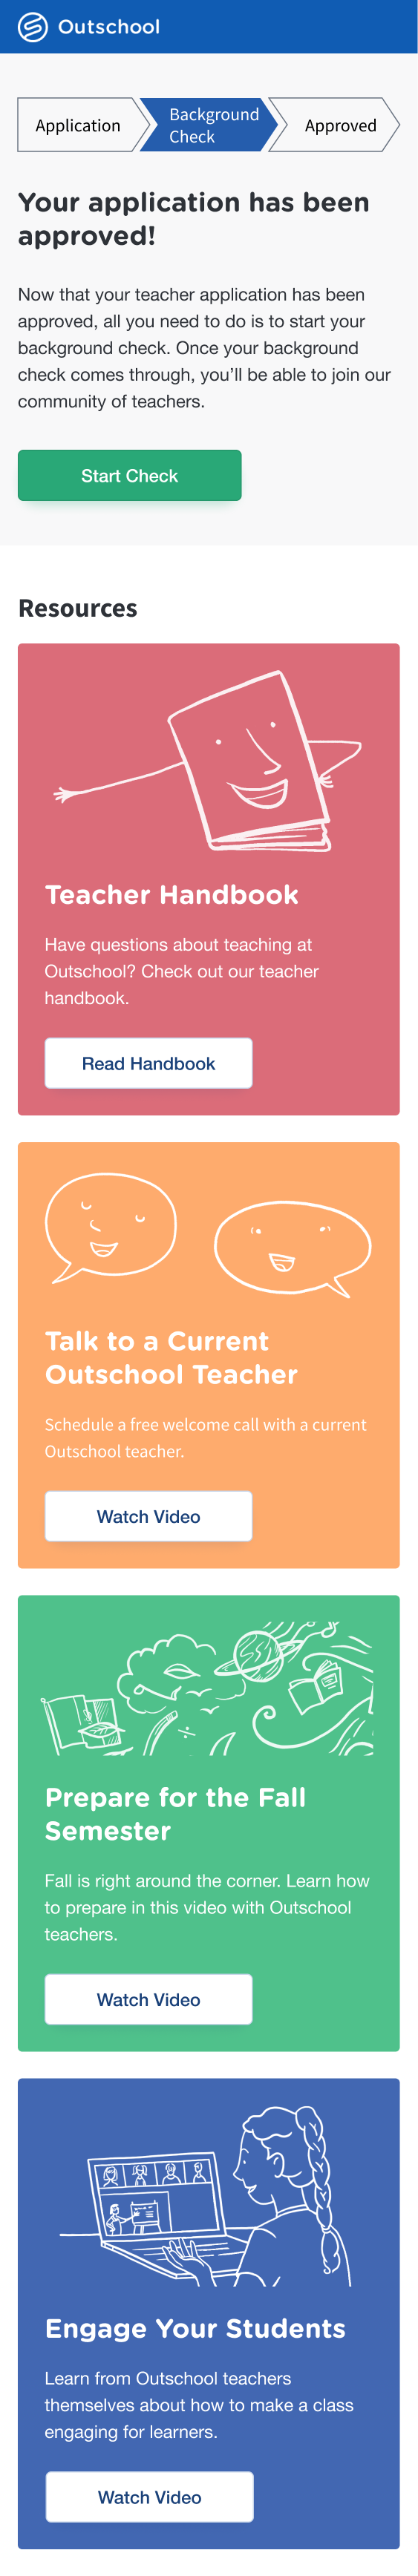 Outschool
Application
Background
Check
Approved
Your application has been
approved!
Now that your teacher application has been
approved, all you need to do is to start your
background check. Once your background
check comes through, you’ll be able to join our
community of teachers.
Start Check
Resources
Teacher Handbook
Have questions about teaching at
Outschool? Check out our teacher
handbook.
Read Handbook
Talk to a Current
Outschool Teacher
Schedule a free welcome call with a current
Outschool teacher.
Watch Video
Prepare for the Fall
Semester
Fall is right around the corner. Learn how
to prepare in this video with Outschool
teachers.
Watch Video
Engage Your Students
Learn from Outschool teachers
themselves about how to make a class
engaging for learners.
Watch Video